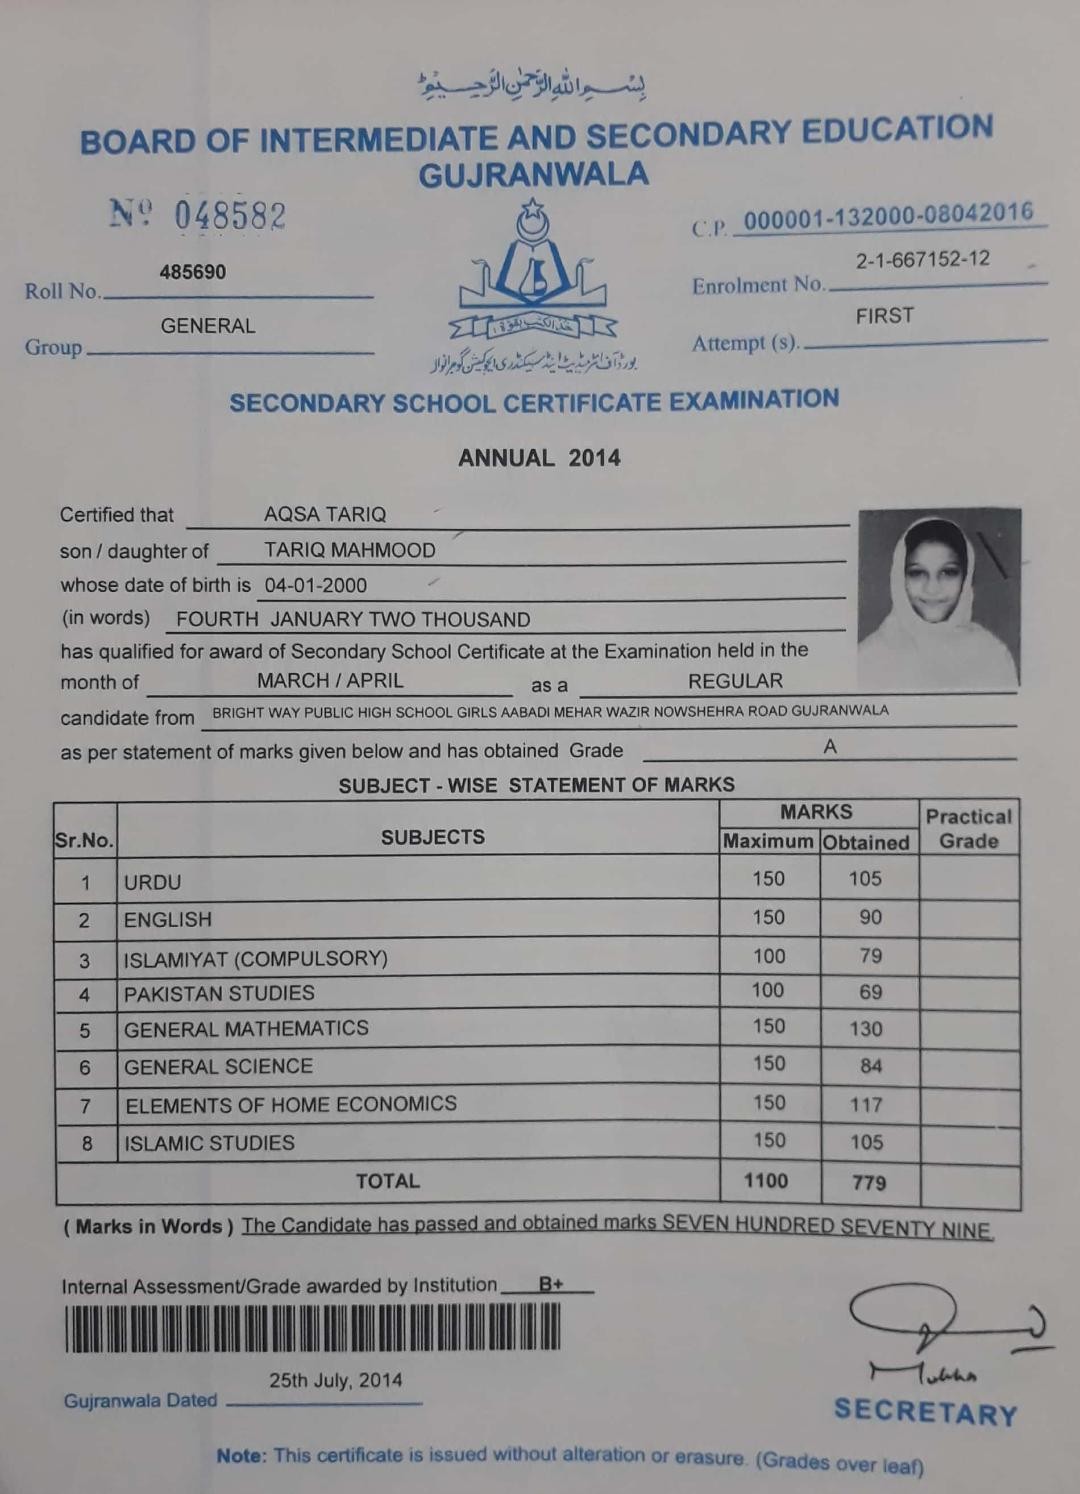 بِسْمِ اللّٰهِ الرَّحْمٰنِ الرَّحِيْمِ
BOARD OF INTERMEDIATE AND SECONDARY EDUCATION
GUJRANWALA
Nº 048582
C.P. 000001-132000-08042016
Roll No. 485690
Enrolment No. 2-1-667152-12
Group GENERAL
Attempt (s). FIRST
خذ الکتب بقوة
بورڈ آف انٹرمیڈیٹ اینڈ سیکنڈری ایجوکیشن گوجرانوالہ
SECONDARY SCHOOL CERTIFICATE EXAMINATION
ANNUAL 2014
Certified that AQSA TARIQ
son / daughter of TARIQ MAHMOOD
whose date of birth is 04-01-2000
(in words) FOURTH JANUARY TWO THOUSAND
has qualified for award of Secondary School Certificate at the Examination held in the
month of MARCH / APRIL as a REGULAR
candidate from BRIGHT WAY PUBLIC HIGH SCHOOL GIRLS AABADI MEHAR WAZIR NOWSHEHRA ROAD GUJRANWALA
as per statement of marks given below and has obtained Grade A
SUBJECT - WISE STATEMENT OF MARKS
Sr.No. SUBJECTS MARKS Practical Grade
Maximum Obtained
1 URDU 150 105
2 ENGLISH 150 90
3 ISLAMIYAT (COMPULSORY) 100 79
4 PAKISTAN STUDIES 100 69
5 GENERAL MATHEMATICS 150 130
6 GENERAL SCIENCE 150 84
7 ELEMENTS OF HOME ECONOMICS 150 117
8 ISLAMIC STUDIES 150 105
TOTAL 1100 779
( Marks in Words ) The Candidate has passed and obtained marks SEVEN HUNDRED SEVENTY NINE.
Internal Assessment/Grade awarded by Institution B+
Gujranwala Dated 25th July, 2014
SECRETARY
Note: This certificate is issued without alteration or erasure. (Grades over leaf)